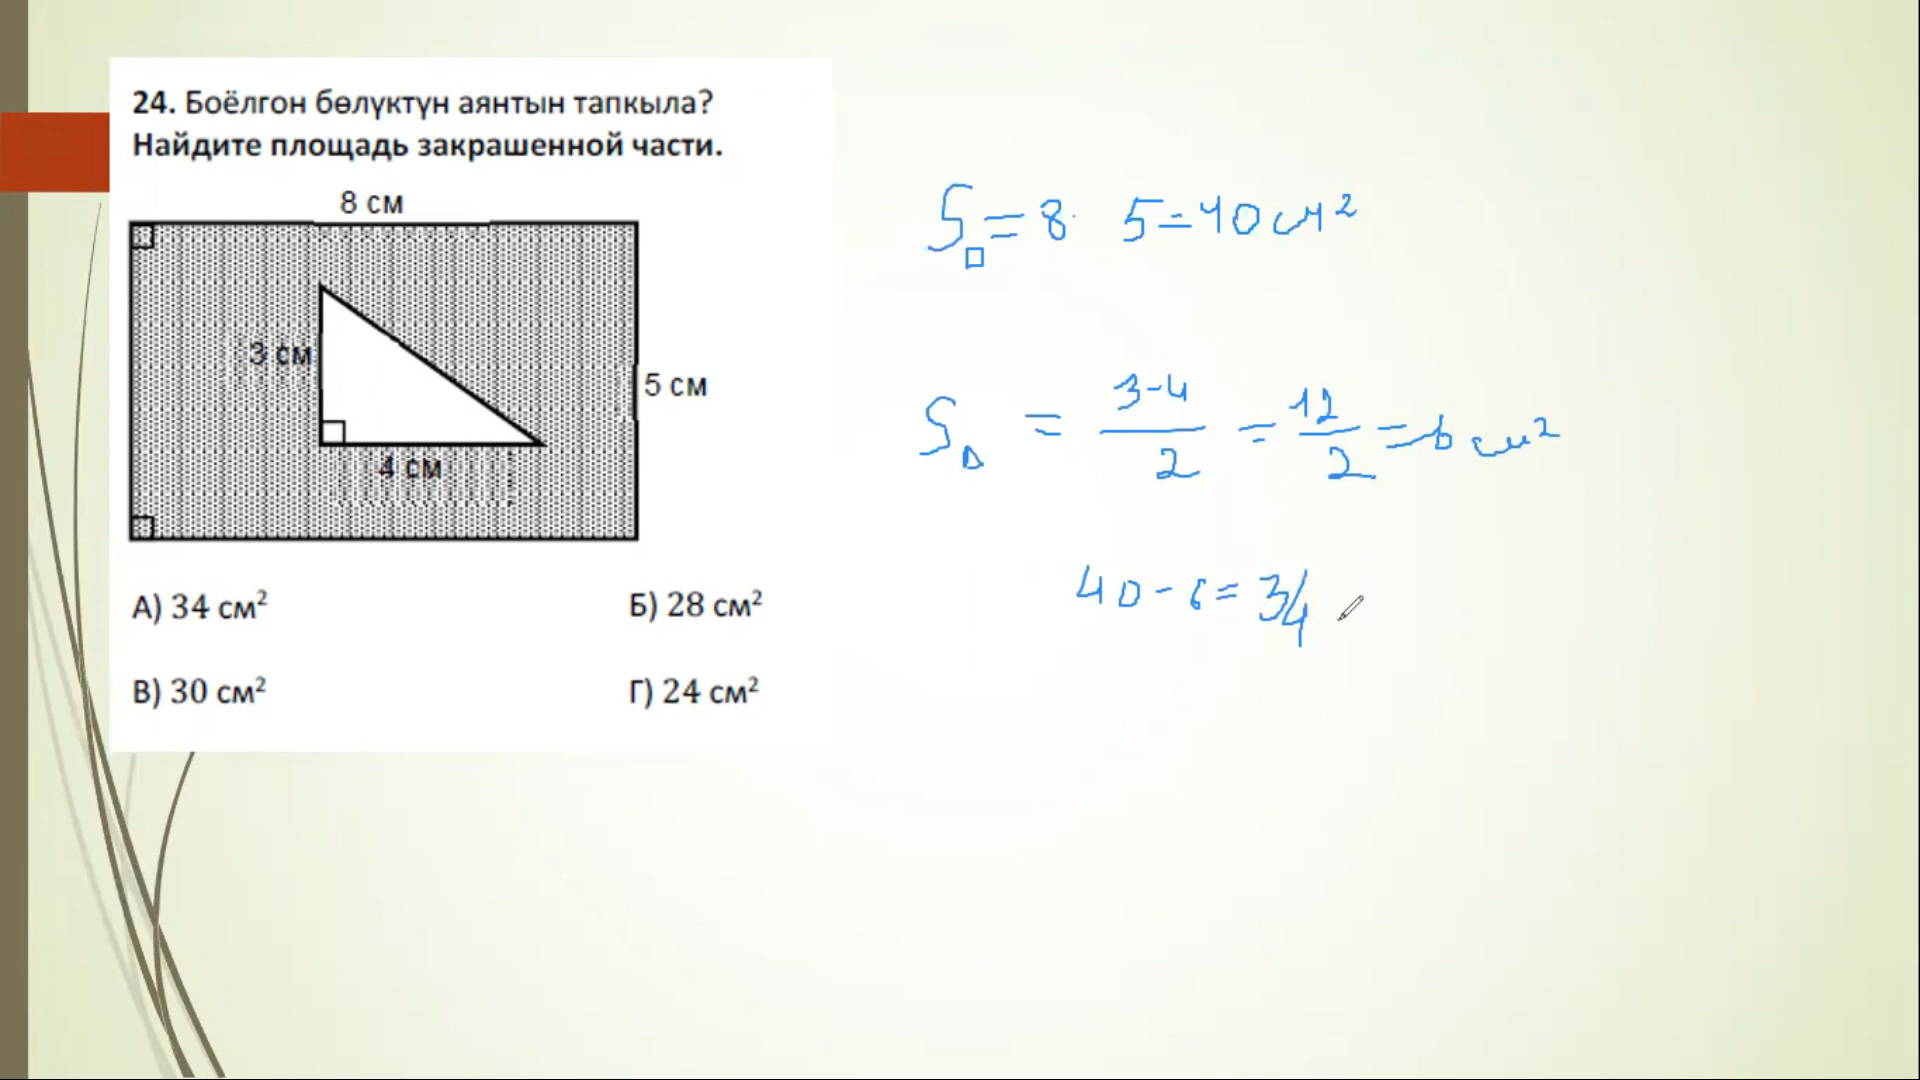 24. Боёлгон бөлүктүн аянтын тапкыла?
Найдите площадь закрашенной части.
8 см
3 см
5 см
4 см
А) 34 см²
Б) 28 см²
В) 30 см²
Г) 24 см²
S□ = 8 · 5 = 40 см²
S△ = 3·4/2 = 12/2 = 6 см²
40 - 6 = 34